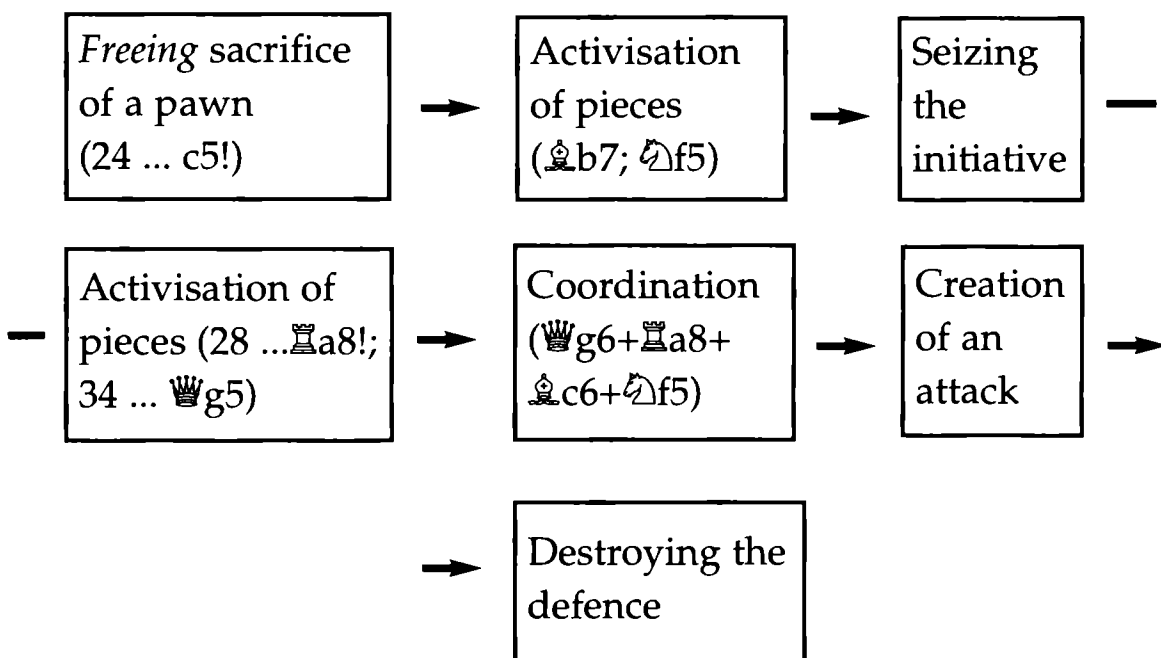 Freeing sacrifice
of a pawn
(24 ... c5!)
Activisation
of pieces
(♗b7; ♘f5)
Seizing
the
initiative
Activisation of
pieces (28 ...♖a8!;
34 ... ♕g5)
Coordination
(♕g6+♖a8+
♗c6+♘f5)
Creation
of an
attack
Destroying the
defence